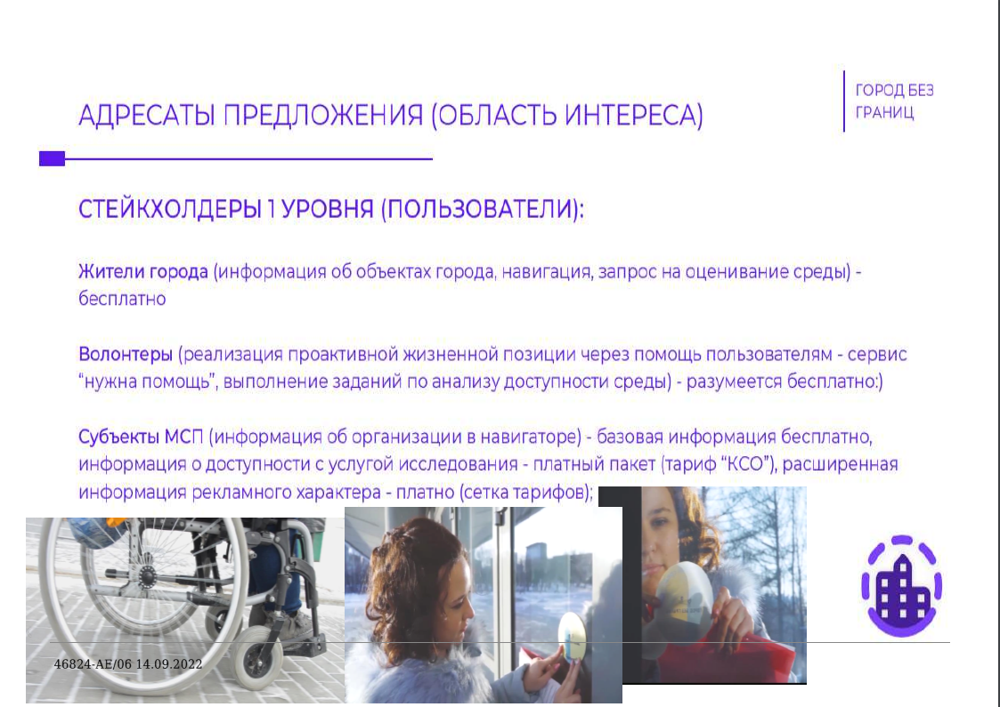 ГОРОД БЕЗ
ГРАНИЦ
АДРЕСАТЫ ПРЕДЛОЖЕНИЯ (ОБЛАСТЬ ИНТЕРЕСА)
СТЕЙКХОЛДЕРЫ 1 УРОВНЯ (ПОЛЬЗОВАТЕЛИ):
Жители города (информация об объектах города, навигация, запрос на оценивание среды) -
бесплатно
Волонтеры (реализация проактивной жизненной позиции через помощь пользователям - сервис
“нужна помощь”, выполнение заданий по анализу доступности среды) - разумеется бесплатно:)
Субъекты МСП (информация об организации в навигаторе) - базовая информация бесплатно,
информация о доступности с услугой исследования - платный пакет (тариф “КСО”), расширенная
информация рекламного характера - платно (сетка тарифов);
46824-АЕ/06 14.09.2022